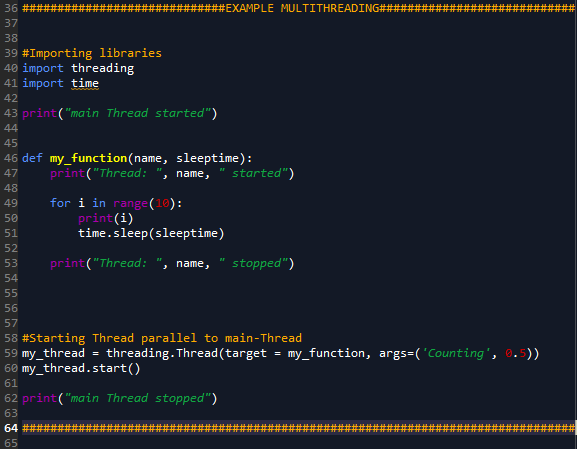 36 #############################EXAMPLE MULTITHREADING############################
37
38
39 #Importing libraries
40 import threading
41 import time
42
43 print("main Thread started")
44
45
46 def my_function(name, sleeptime):
47     print("Thread: ", name, " started")
48
49     for i in range(10):
50         print(i)
51         time.sleep(sleeptime)
52
53     print("Thread: ", name, " stopped")
54
55
56
57
58 #Starting Thread parallel to main-Thread
59 my_thread = threading.Thread(target = my_function, args=('Counting', 0.5))
60 my_thread.start()
61
62 print("main Thread stopped")
63
64 ###############################################################################
65